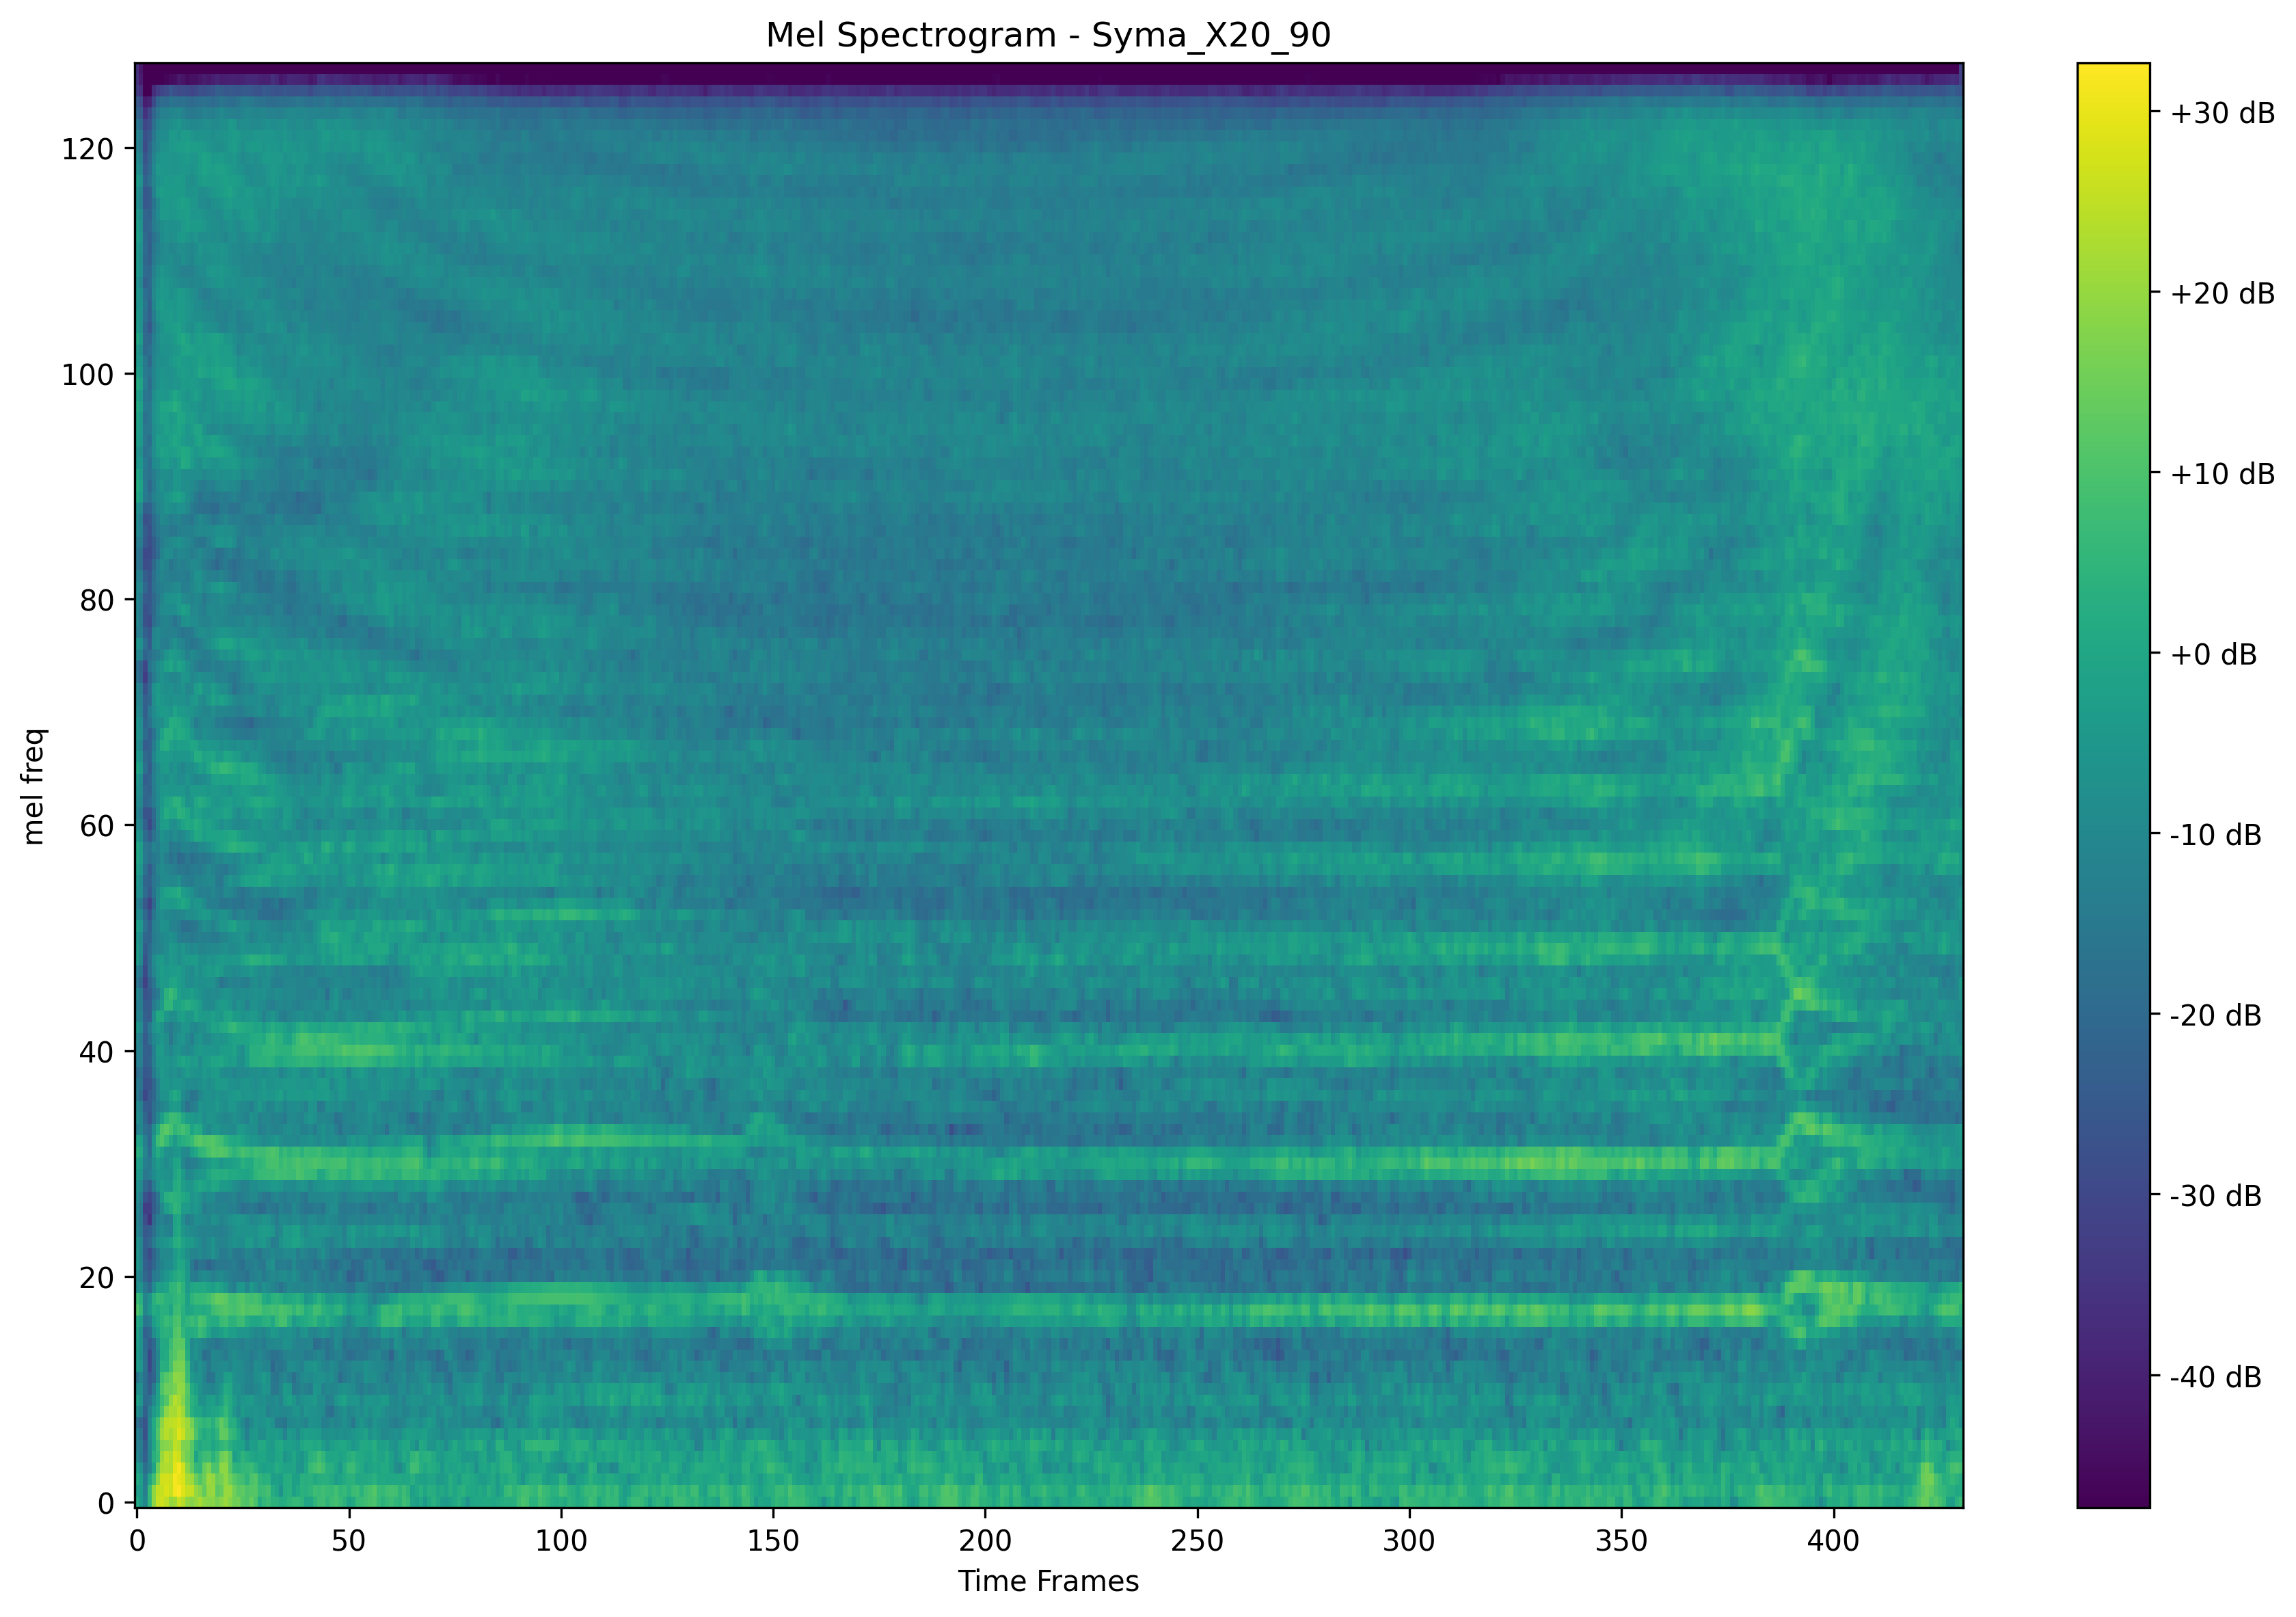 Mel Spectrogram - Syma_X20_90
mel freq
120
100
80
60
40
20
0
0 50 100 150 200 250 300 350 400
Time Frames
+30 dB
+20 dB
+10 dB
+0 dB
-10 dB
-20 dB
-30 dB
-40 dB